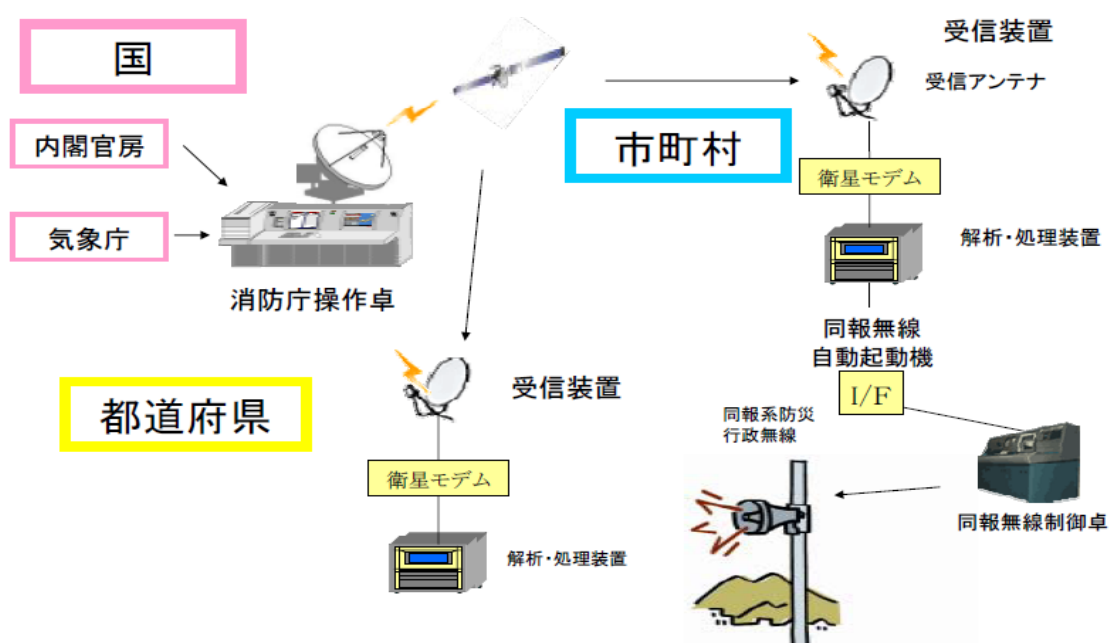 国
内閣官房
気象庁
消防庁操作卓
受信装置
受信アンテナ
市町村
衛星モデム
解析・処理装置
同報無線
自動起動機
I/F
同報系防災
行政無線
同報無線制御卓
都道府県
受信装置
衛星モデム
解析・処理装置